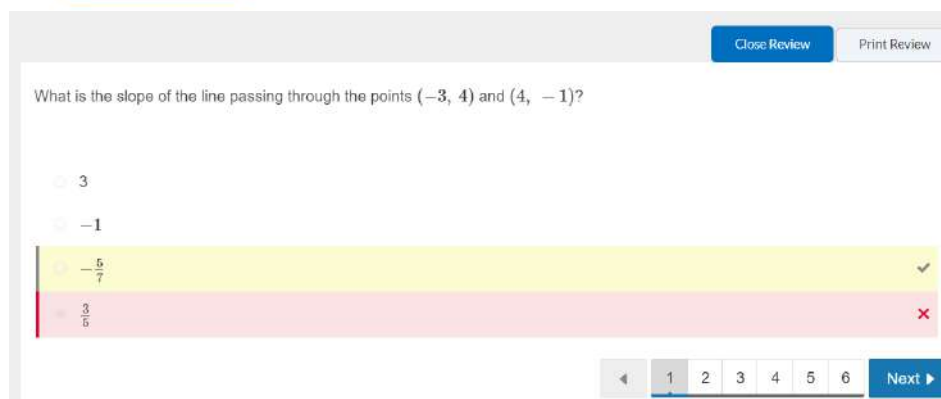 Close Review Print Review
What is the slope of the line passing through the points (−3, 4) and (4, −1)?
3
−1
−5/7
3/5
1 2 3 4 5 6 Next